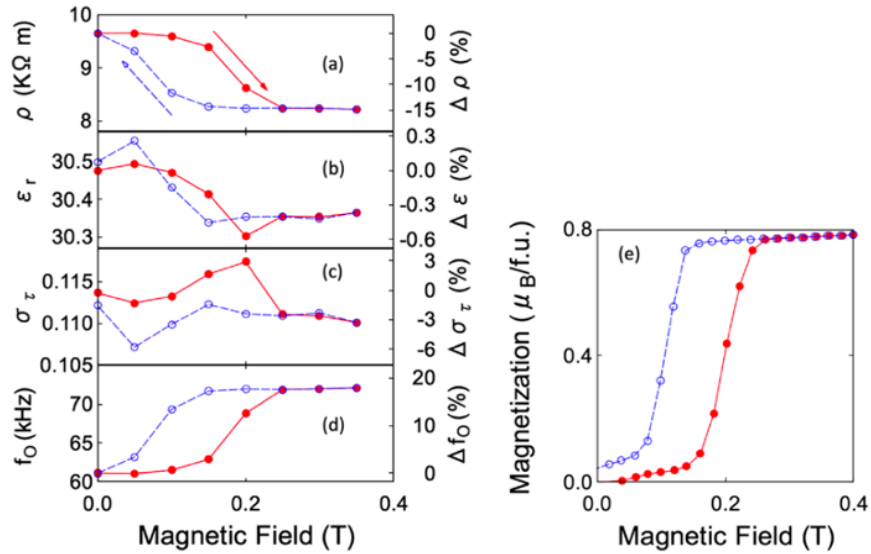 10
9
8
ρ (KΩ m)
(a)
0
-5
-10
-15
Δ ρ (%)
30.5
30.4
30.3
ε r
(b)
0.3
0.0
-0.4
-0.6
Δ ε (%)
0.115
0.110
0.105
σ τ
(c)
3
0
-3
-6
Δ σ τ (%)
70
65
60
f O (kHz)
(d)
20
10
0
Δ f O (%)
0.0
0.2
0.4
Magnetic Field (T)
0.8
0.4
0.0
Magnetization (μ B/f.u.)
(e)
0.0
0.2
0.4
Magnetic Field (T)